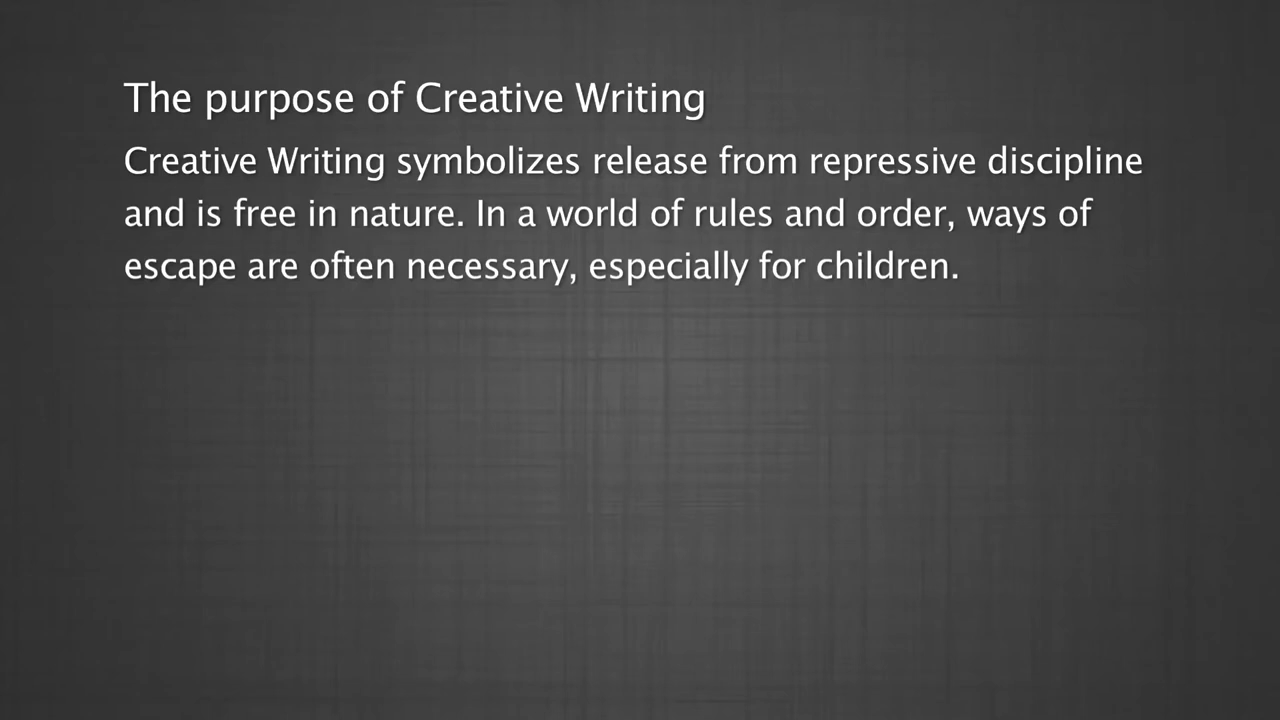 The purpose of Creative Writing
Creative Writing symbolizes release from repressive discipline
and is free in nature. In a world of rules and order, ways of
escape are often necessary, especially for children.